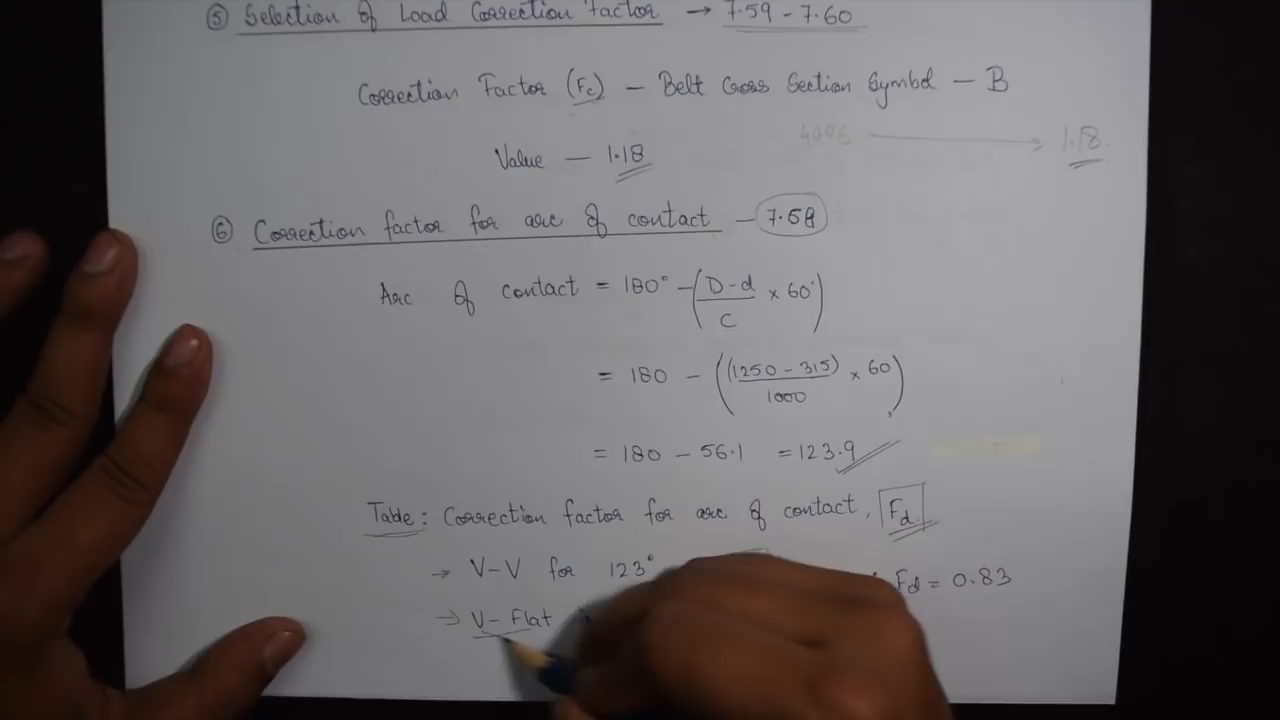 ⑤ Selection of Load Correction Factor → 7.59 - 7.60
Correction Factor (Fc) - Belt Cross Section Symbol - B
4006 → 1.18
Value - 1.18
⑥ Correction factor for arc of contact - 7.58
Arc of contact = 180° - (D-d/C × 60°)
= 180 - ((1250-315)/1000 × 60)
= 180 - 56.1 = 123.9
Table: Correction factor for arc of contact, Fd
→ V-V for 123° Fd = 0.83
→ V-Flat